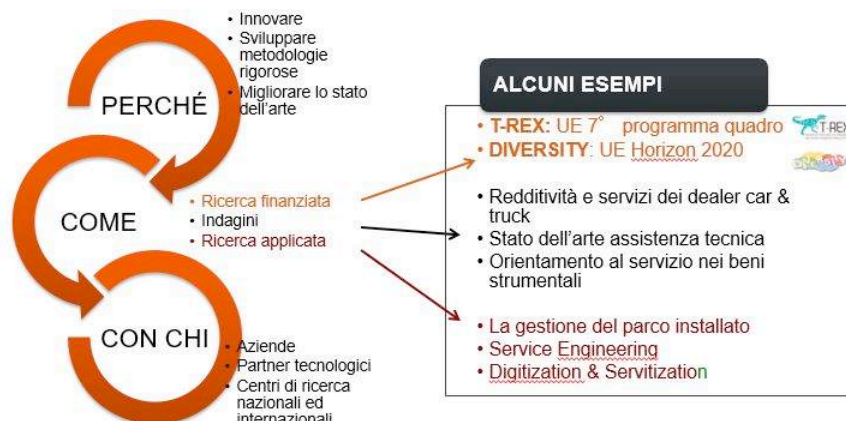 PERCHÉ
• Innovare
• Sviluppare
metodologie
rigorose
• Migliorare lo stato
dell'arte
COME
• Ricerca finanziata
• Indagini
• Ricerca applicata
CON CHI
• Aziende
• Partner tecnologici
• Centri di ricerca
nazionali ed
internazionali
ALCUNI ESEMPI
• T-REX: UE 7° programma quadro
T-REX
• DIVERSITY: UE Horizon 2020
• Redditività e servizi dei dealer car &
truck
• Stato dell'arte assistenza tecnica
• Orientamento al servizio nei beni
strumentali
• La gestione del parco installato
• Service Engineering
• Digitization & Servitization